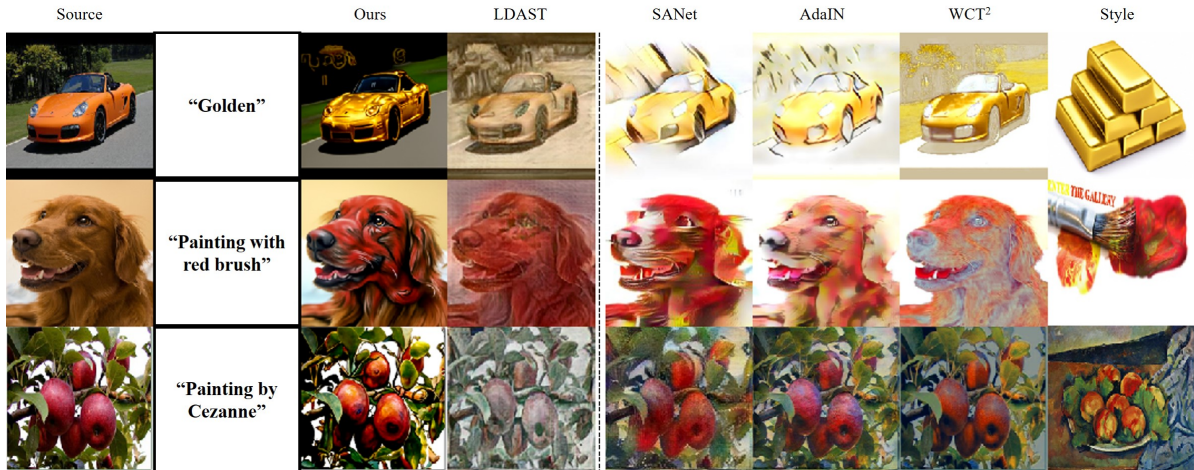 Source Ours LDAST SANet AdaIN WCT² Style
“Golden”
“Painting with
red brush”
THE GALLERY
“Painting by
Cezanne”